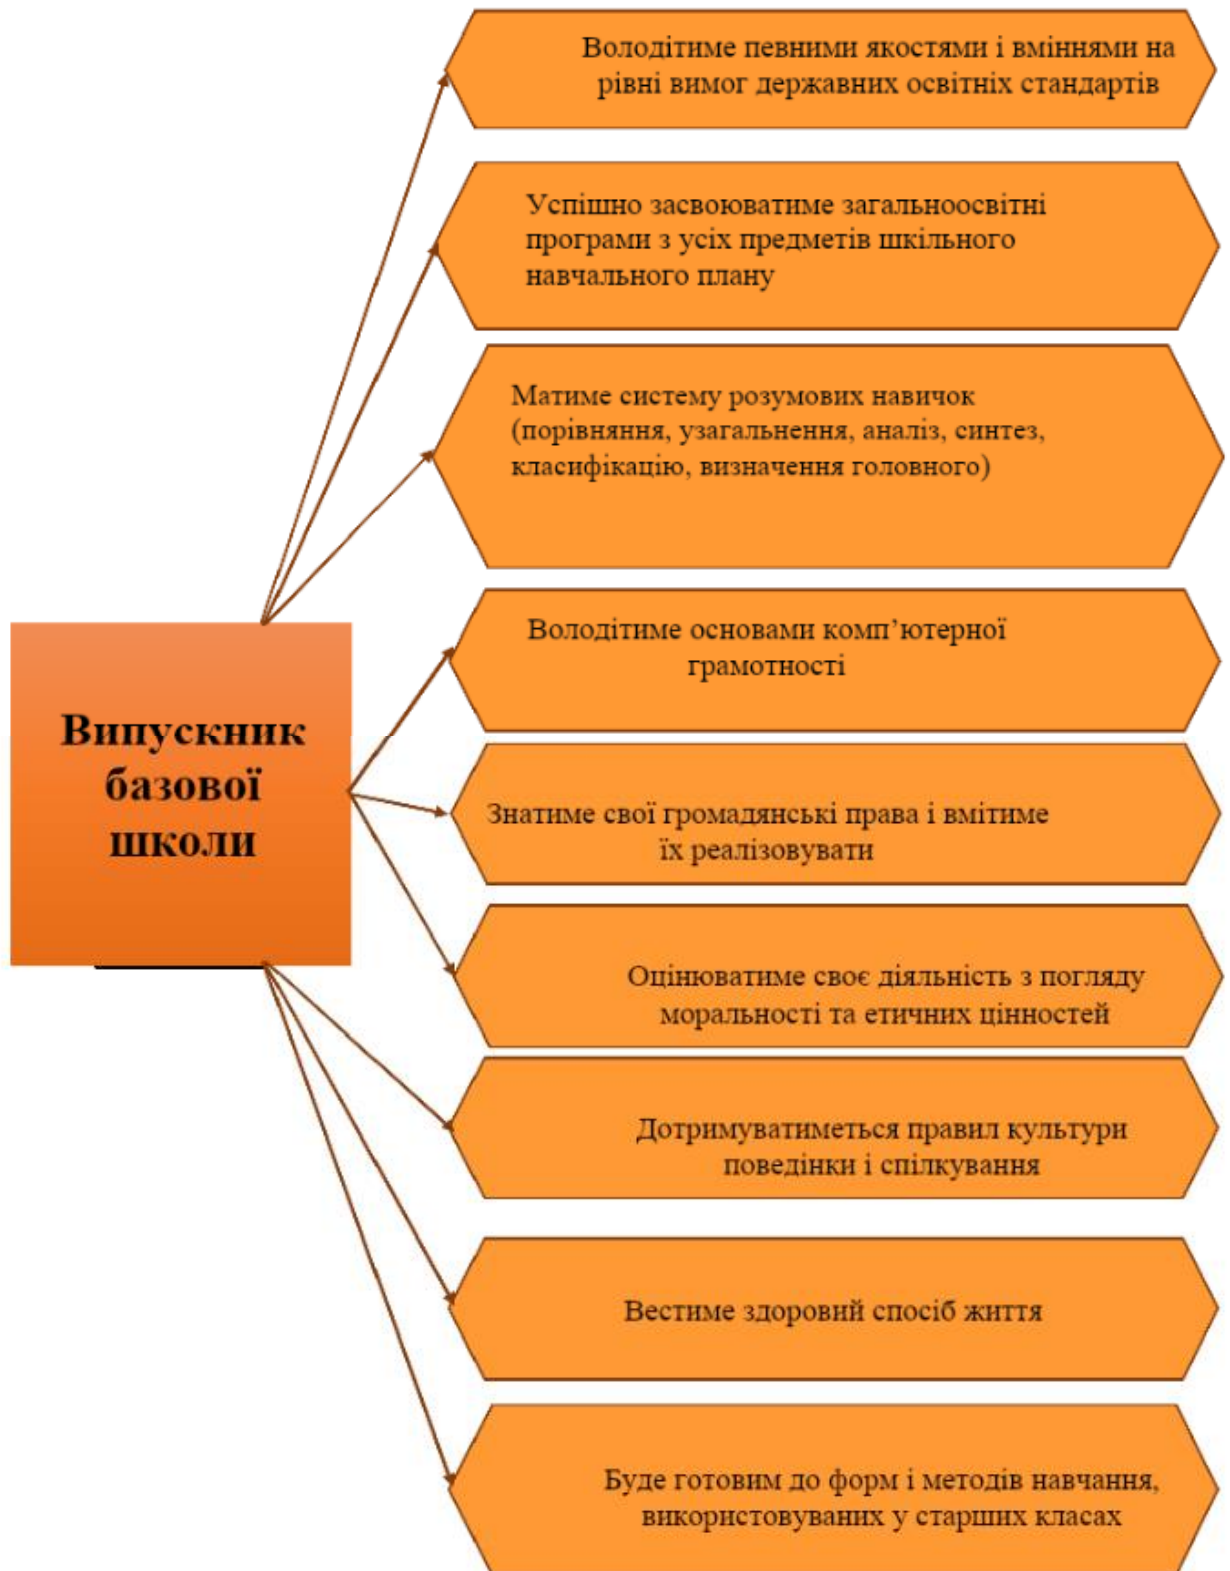 Володітиме певними якостями і вміннями на
рівні вимог державних освітніх стандартів
Успішно засвоюватиме загальноосвітні
програми з усіх предметів шкільного
навчального плану
Матиме систему розумових навичок
(порівняння, узагальнення, аналіз, синтез,
класифікацію, визначення головного)
Випускник
базової
школи
Володітиме основами комп’ютерної
грамотності
Знатиме свої громадянські права і вмітиме
їх реалізовувати
Оцінюватиме своє діяльність з погляду
моральності та етичних цінностей
Дотримуватиметься правил культури
поведінки і спілкування
Вестиме здоровий спосіб життя
Буде готовим до форм і методів навчання,
використовуваних у старших класах